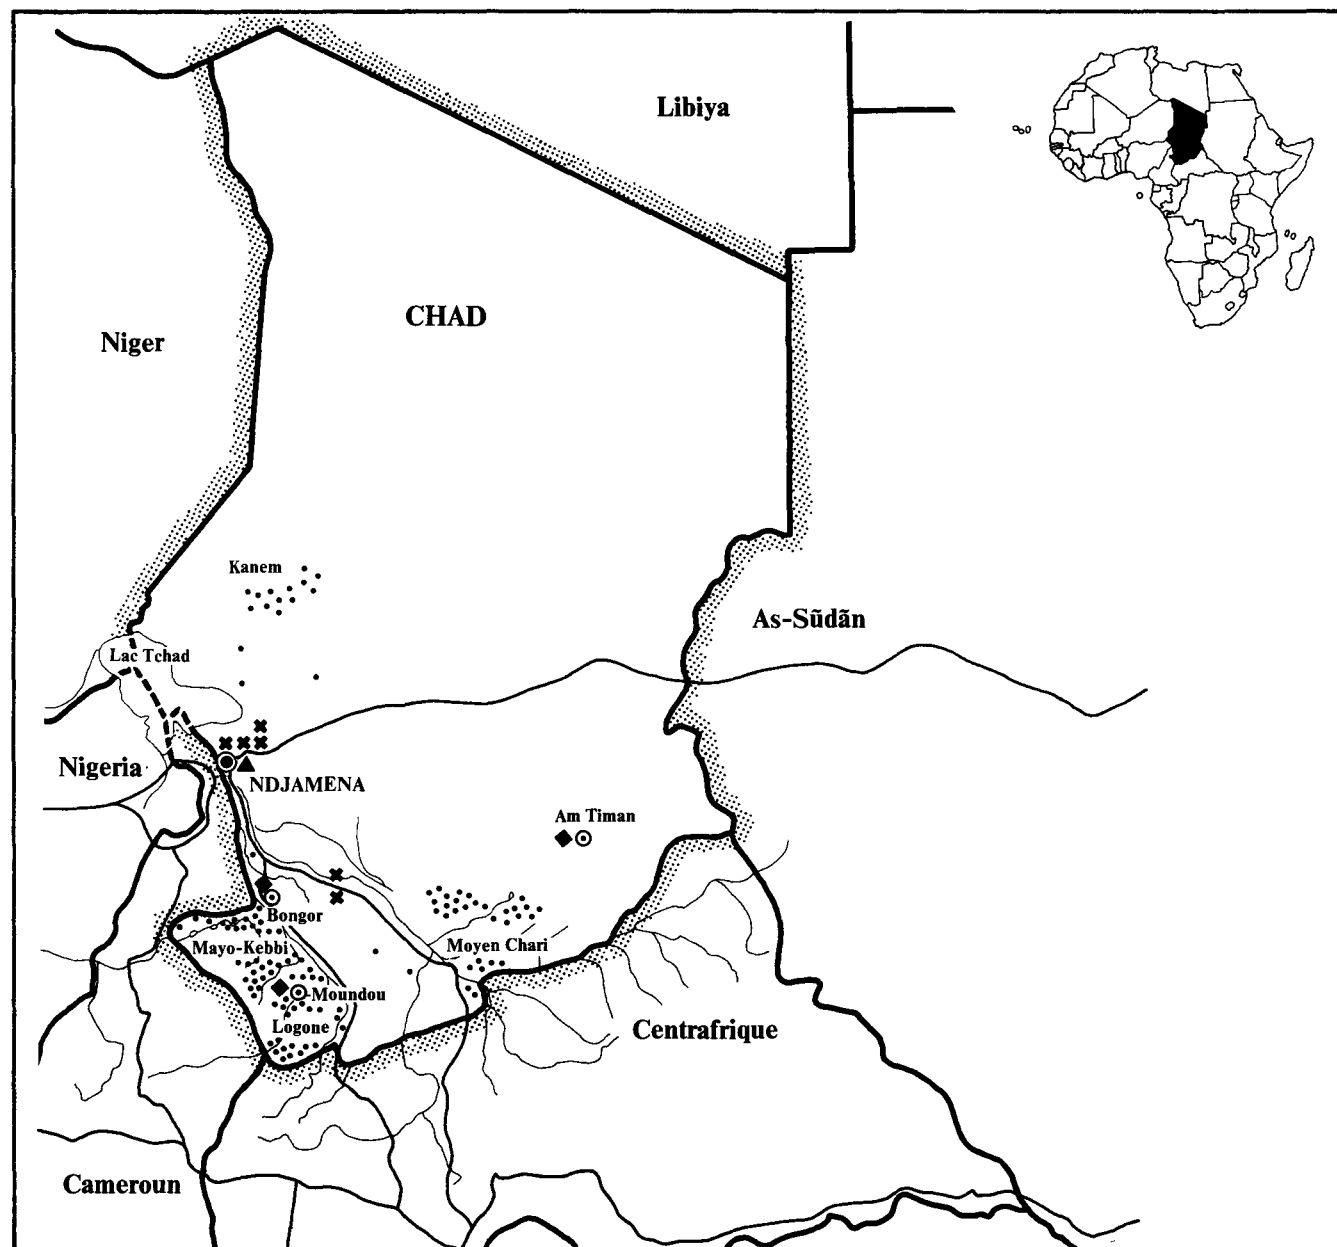 Libiya
CHAD
Niger
Kanem
As-Sũdãn
Lac Tchad
Nigeria
NDJAMENA
Am Timan
Bongor
Mayo-Kebbi
Moyen Chari
Moundou
Logone
Centrafrique
Cameroun